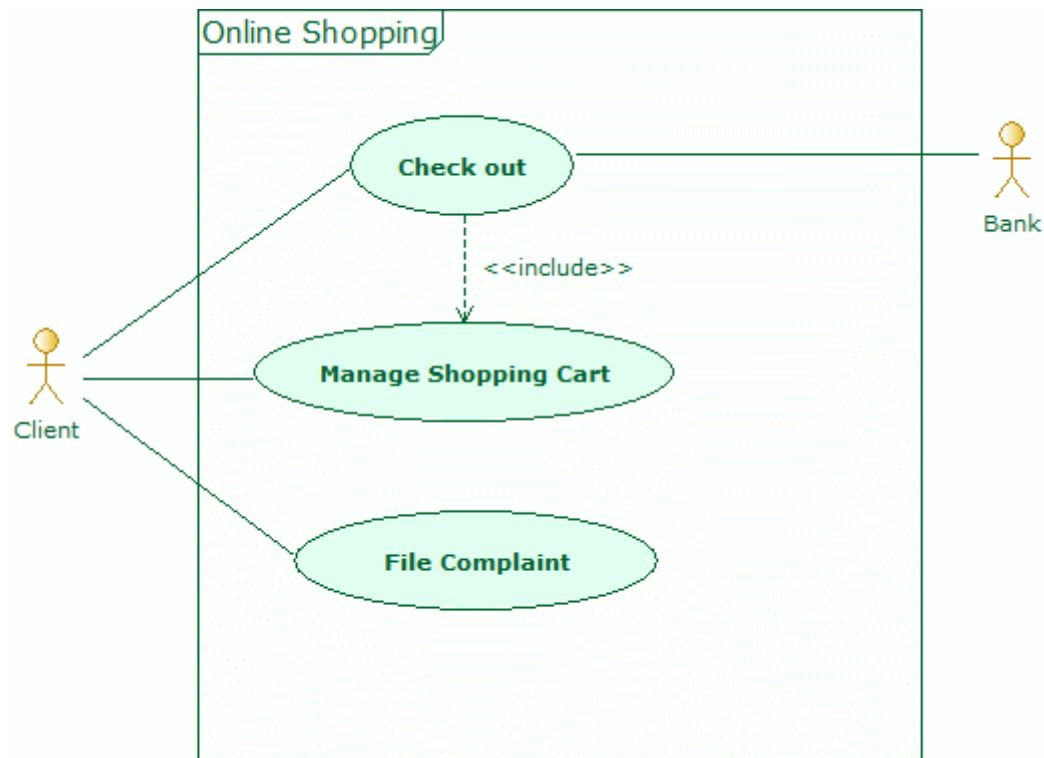 Online Shopping
Check out
Bank
<<include>>
Manage Shopping Cart
Client
File Complaint